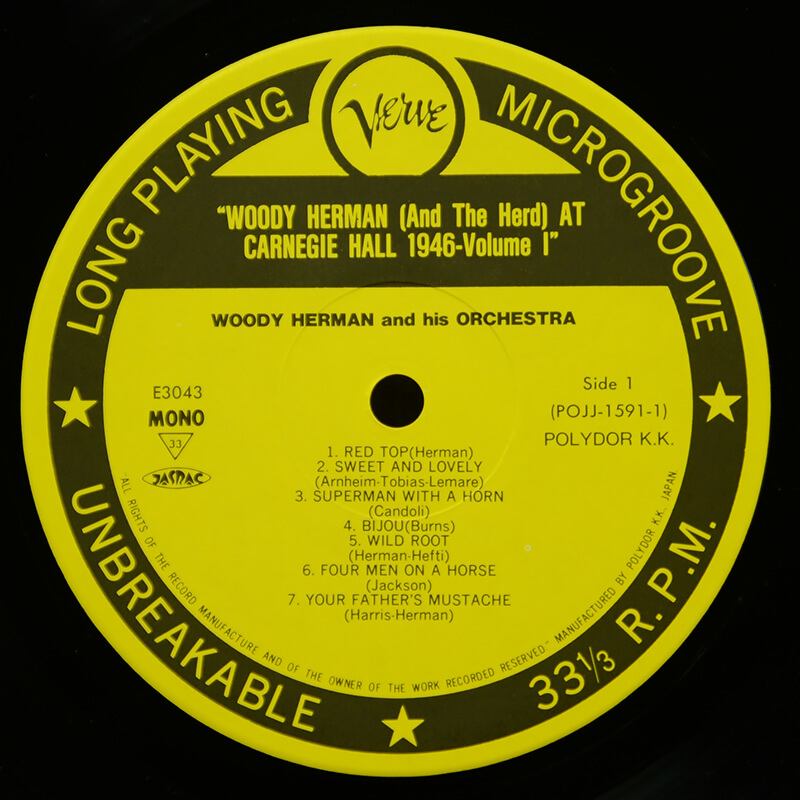 Verve
LONG PLAYING
MICROGROOVE
"WOODY HERMAN (And The Herd) AT
CARNEGIE HALL 1946-Volume I"
WOODY HERMAN and his ORCHESTRA
E3043
MONO
33
JASRAC
Side 1
(POJJ-1591-1)
POLYDOR K.K.
1. RED TOP(Herman)
2. SWEET AND LOVELY
(Arnheim-Tobias-Lemare)
3. SUPERMAN WITH A HORN
(Candoli)
4. BIJOU(Burns)
5. WILD ROOT
(Herman-Hefti)
6. FOUR MEN ON A HORSE
(Jackson)
7. YOUR FATHER'S MUSTACHE
(Harris-Herman)
"ALL RIGHTS OF THE RECORD MANUFACTURE AND OF THE OWNER OF THE WORK RECORDED RESERVED" MANUFACTURED BY POLYDOR K.K., JAPAN.
UNBREAKABLE
33⅓ R.P.M.